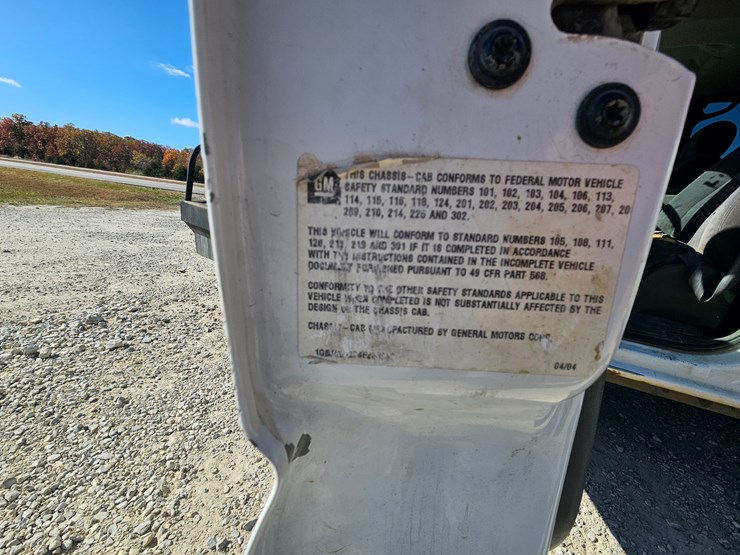 GM THIS CHASSIS-CAB CONFORMS TO FEDERAL MOTOR VEHICLE
SAFETY STANDARD NUMBERS 101, 102, 103, 104, 106, 113,
114, 115, 116, 118, 124, 201, 202, 203, 204, 205, 206, 207, 20
209, 210, 214, 225 AND 302.
THIS VEHICLE WILL CONFORM TO STANDARD NUMBERS 105, 108, 111,
120, 212, 219 AND 301 IF IT IS COMPLETED IN ACCORDANCE
WITH THE INSTRUCTIONS CONTAINED IN THE INCOMPLETE VEHICLE
DOCUMENT FURNISHED PURSUANT TO 49 CFR PART 568.
CONFORMITY TO THE OTHER SAFETY STANDARDS APPLICABLE TO THIS
VEHICLE WHEN COMPLETED IS NOT SUBSTANTIALLY AFFECTED BY THE
DESIGN OF THE CHASSIS CAB.
CHASSIS-CAB MANUFACTURED BY GENERAL MOTORS CORP.
04/04